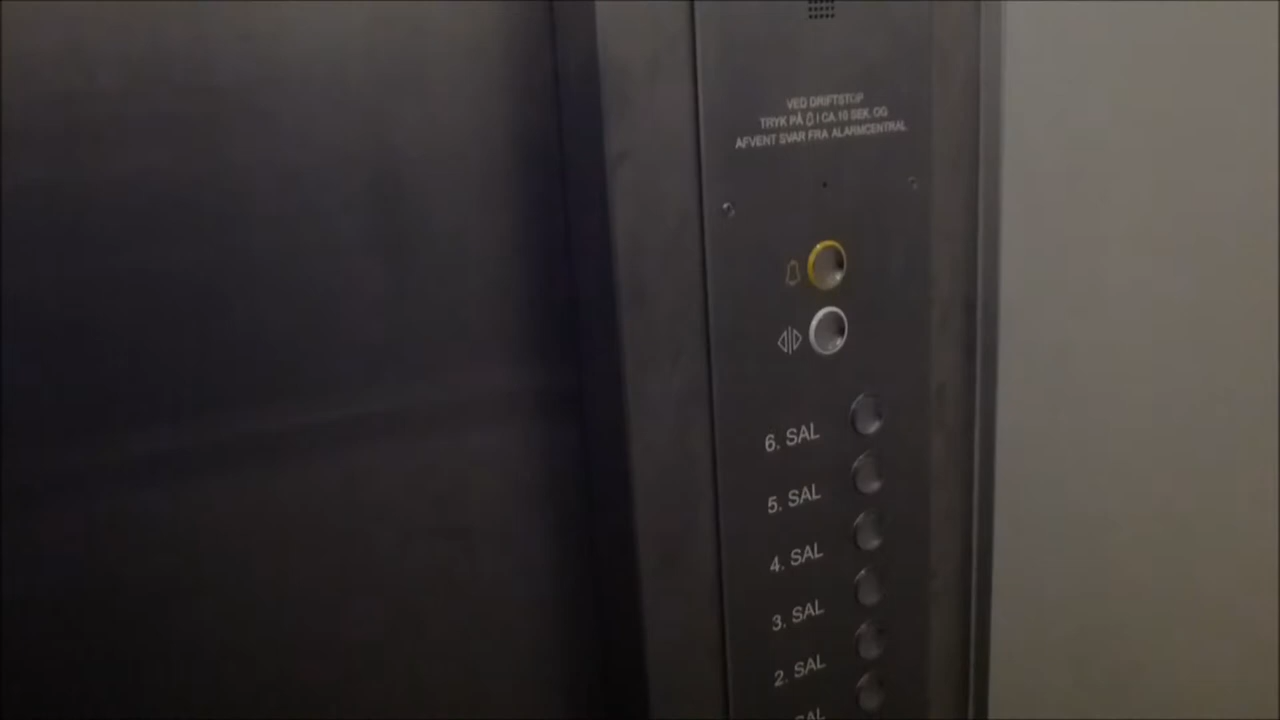 VED DRIFTSTOP
TRYK PÅ I CA. 10 SEK. OG
AFVENT SVAR FRA ALARMCENTRAL
6. SAL
5. SAL
4. SAL
3. SAL
2. SAL
SAL